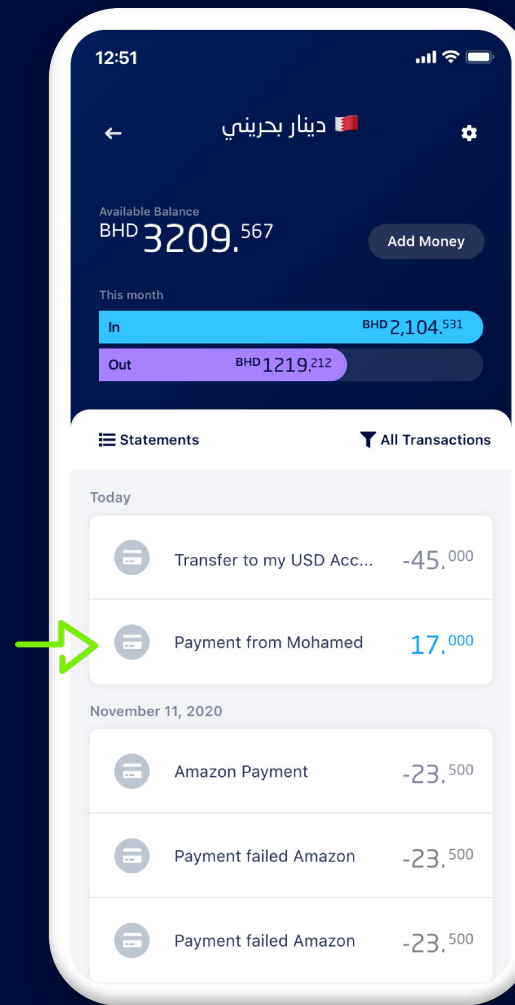 12:51
دينار بحريني
Available Balance
BHD 3209.567
Add Money
This month
In BHD 2,104.531
Out BHD 1219.212
Statements
All Transactions
Today
Transfer to my USD Acc... -45.000
Payment from Mohamed 17.000
November 11, 2020
Amazon Payment -23.500
Payment failed Amazon -23.500
Payment failed Amazon -23.500